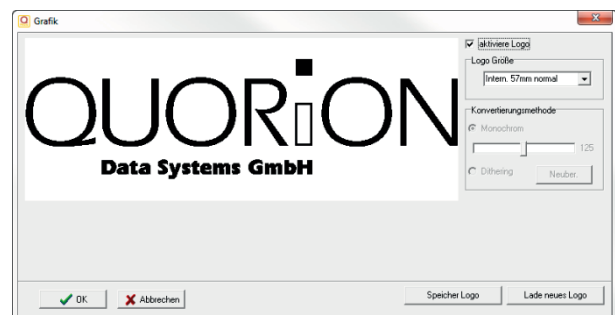 Grafik
QUORiON
Data Systems GmbH
aktiviere Logo
Logo Größe
Intern. 57mm normal
Konvertierungsmethode
Monochrom
125
Dithering
Neuber.
OK
Abbrechen
Speicher Logo
Lade neues Logo